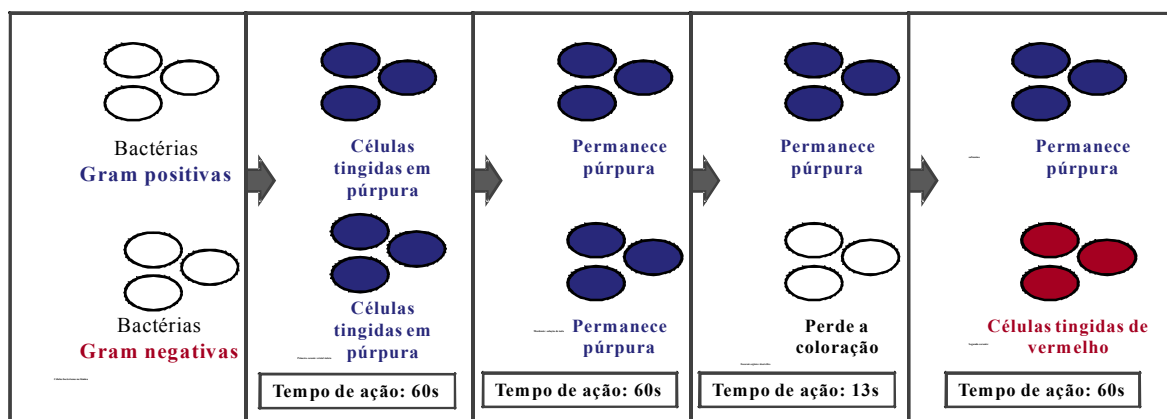 Bactérias
Gram positivas
Bactérias
Gram negativas
Células
tingidas em
púrpura
Células
tingidas em
púrpura
Tempo de ação: 60s
Permanece
púrpura
Permanece
púrpura
Tempo de ação: 60s
Permanece
púrpura
Perde a
coloração
Tempo de ação: 13s
Permanece
púrpura
Células tingidas de
vermelho
Tempo de ação: 60s